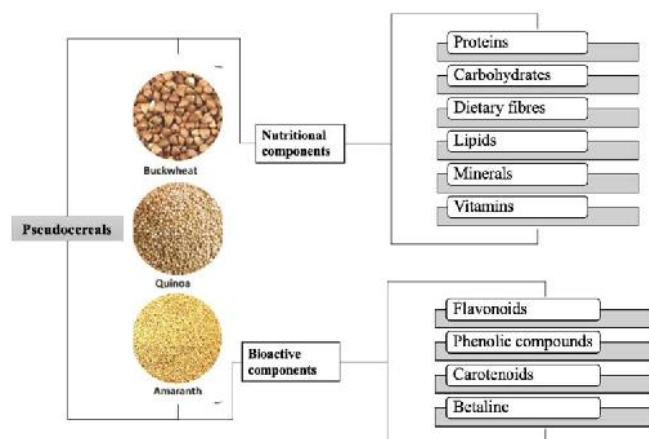 Pseudocereals
Buckwheat
Quinoa
Amaranth
Nutritional
components
Proteins
Carbohydrates
Dietary fibres
Lipids
Minerals
Vitamins
Bioactive
components
Flavonoids
Phenolic compounds
Carotenoids
Betaline